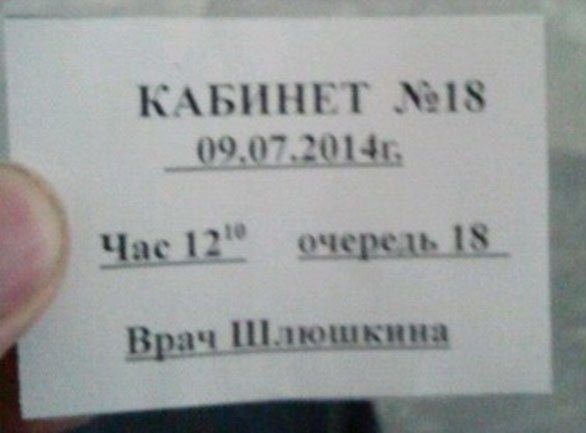 КАБИНЕТ №18
09.07.2014г.
Час 12¹⁰ очередь 18
Врач Шлюшкина